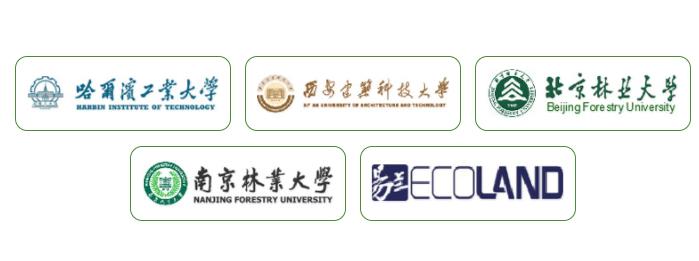 哈爾濱工業大學
HARBIN INSTITUTE OF TECHNOLOGY
西安建築科技大学
XI'AN UNIVERSITY OF ARCHITECTURE AND TECHNOLOGY
北京林业大学
Beijing Forestry University
南京林業大學
NANJING FORESTRY UNIVERSITY
易兰 ECOLAND